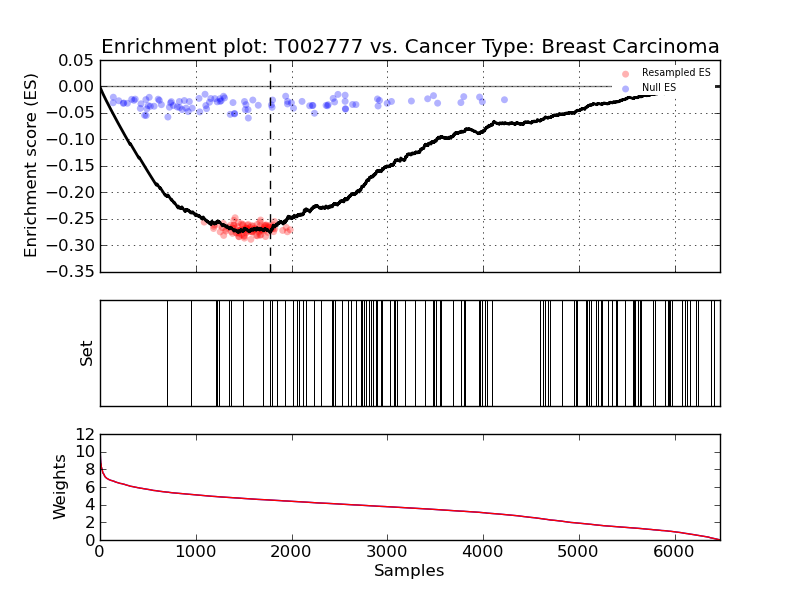 Enrichment plot: T002777 vs. Cancer Type: Breast Carcinoma
Enrichment score (ES)
0.05
0.00
−0.05
−0.10
−0.15
−0.20
−0.25
−0.30
−0.35
Resampled ES
Null ES
Set
Weights
12
10
8
6
4
2
0
0 1000 2000 3000 4000 5000 6000
Samples